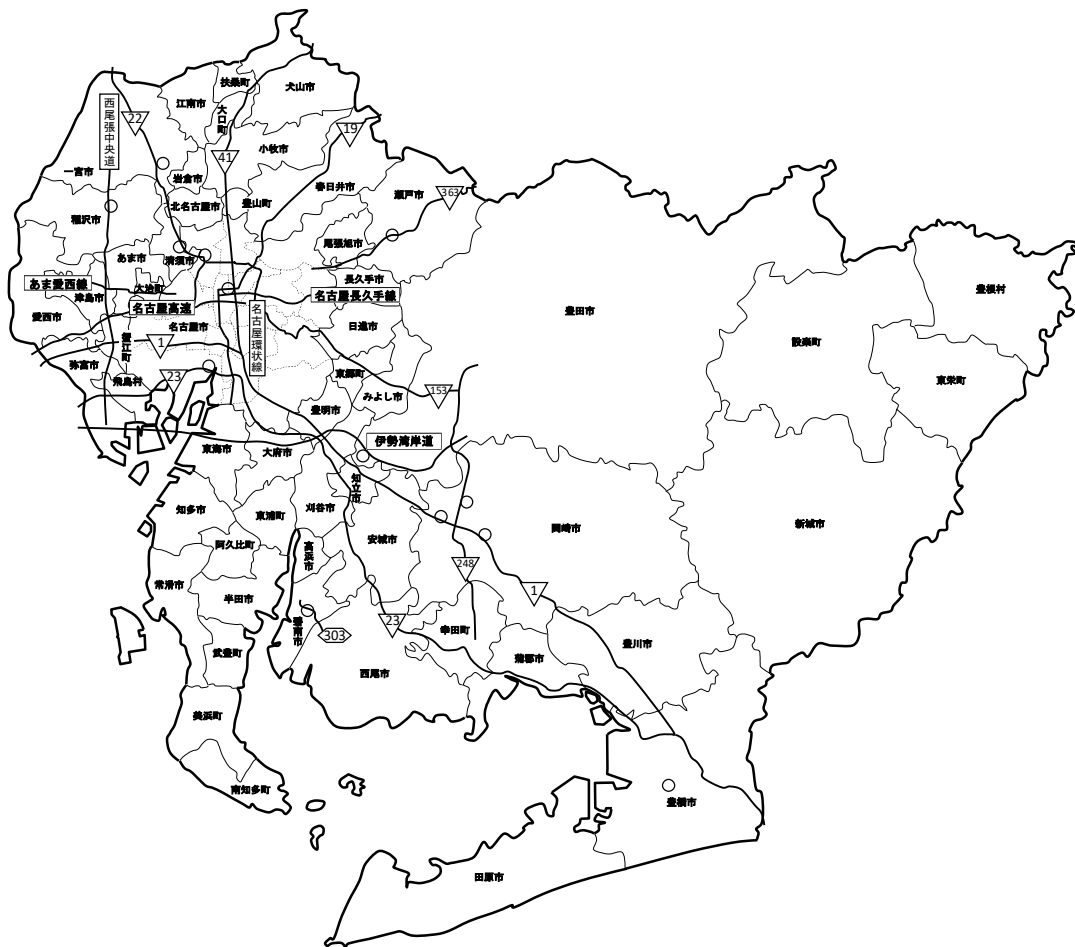 扶桑町
犬山市
江南市
大口町
西尾張中央道
22
19
小牧市
41
一宮市
岩倉市
春日井市
瀬戸市
363
北名古屋市
豊山町
稲沢市
尾張旭市
あま市
清須市
長久手市
あま愛西線
大治町
津島市
名古屋高速
名古屋長久手線
愛西市
名古屋市
名古屋環状線
日進市
蟹江町
1
弥富市
飛島村
23
東郷町
みよし市
153
豊明市
伊勢湾岸道
豊田市
設楽町
豊根村
東栄町
東海市
大府市
知立市
知多市
東浦町
刈谷市
安城市
岡崎市
新城市
阿久比町
高浜市
248
常滑市
半田市
1
碧南市
303
23
幸田町
豊川市
武豊町
西尾市
蒲郡市
美浜町
南知多町
豊橋市
田原市